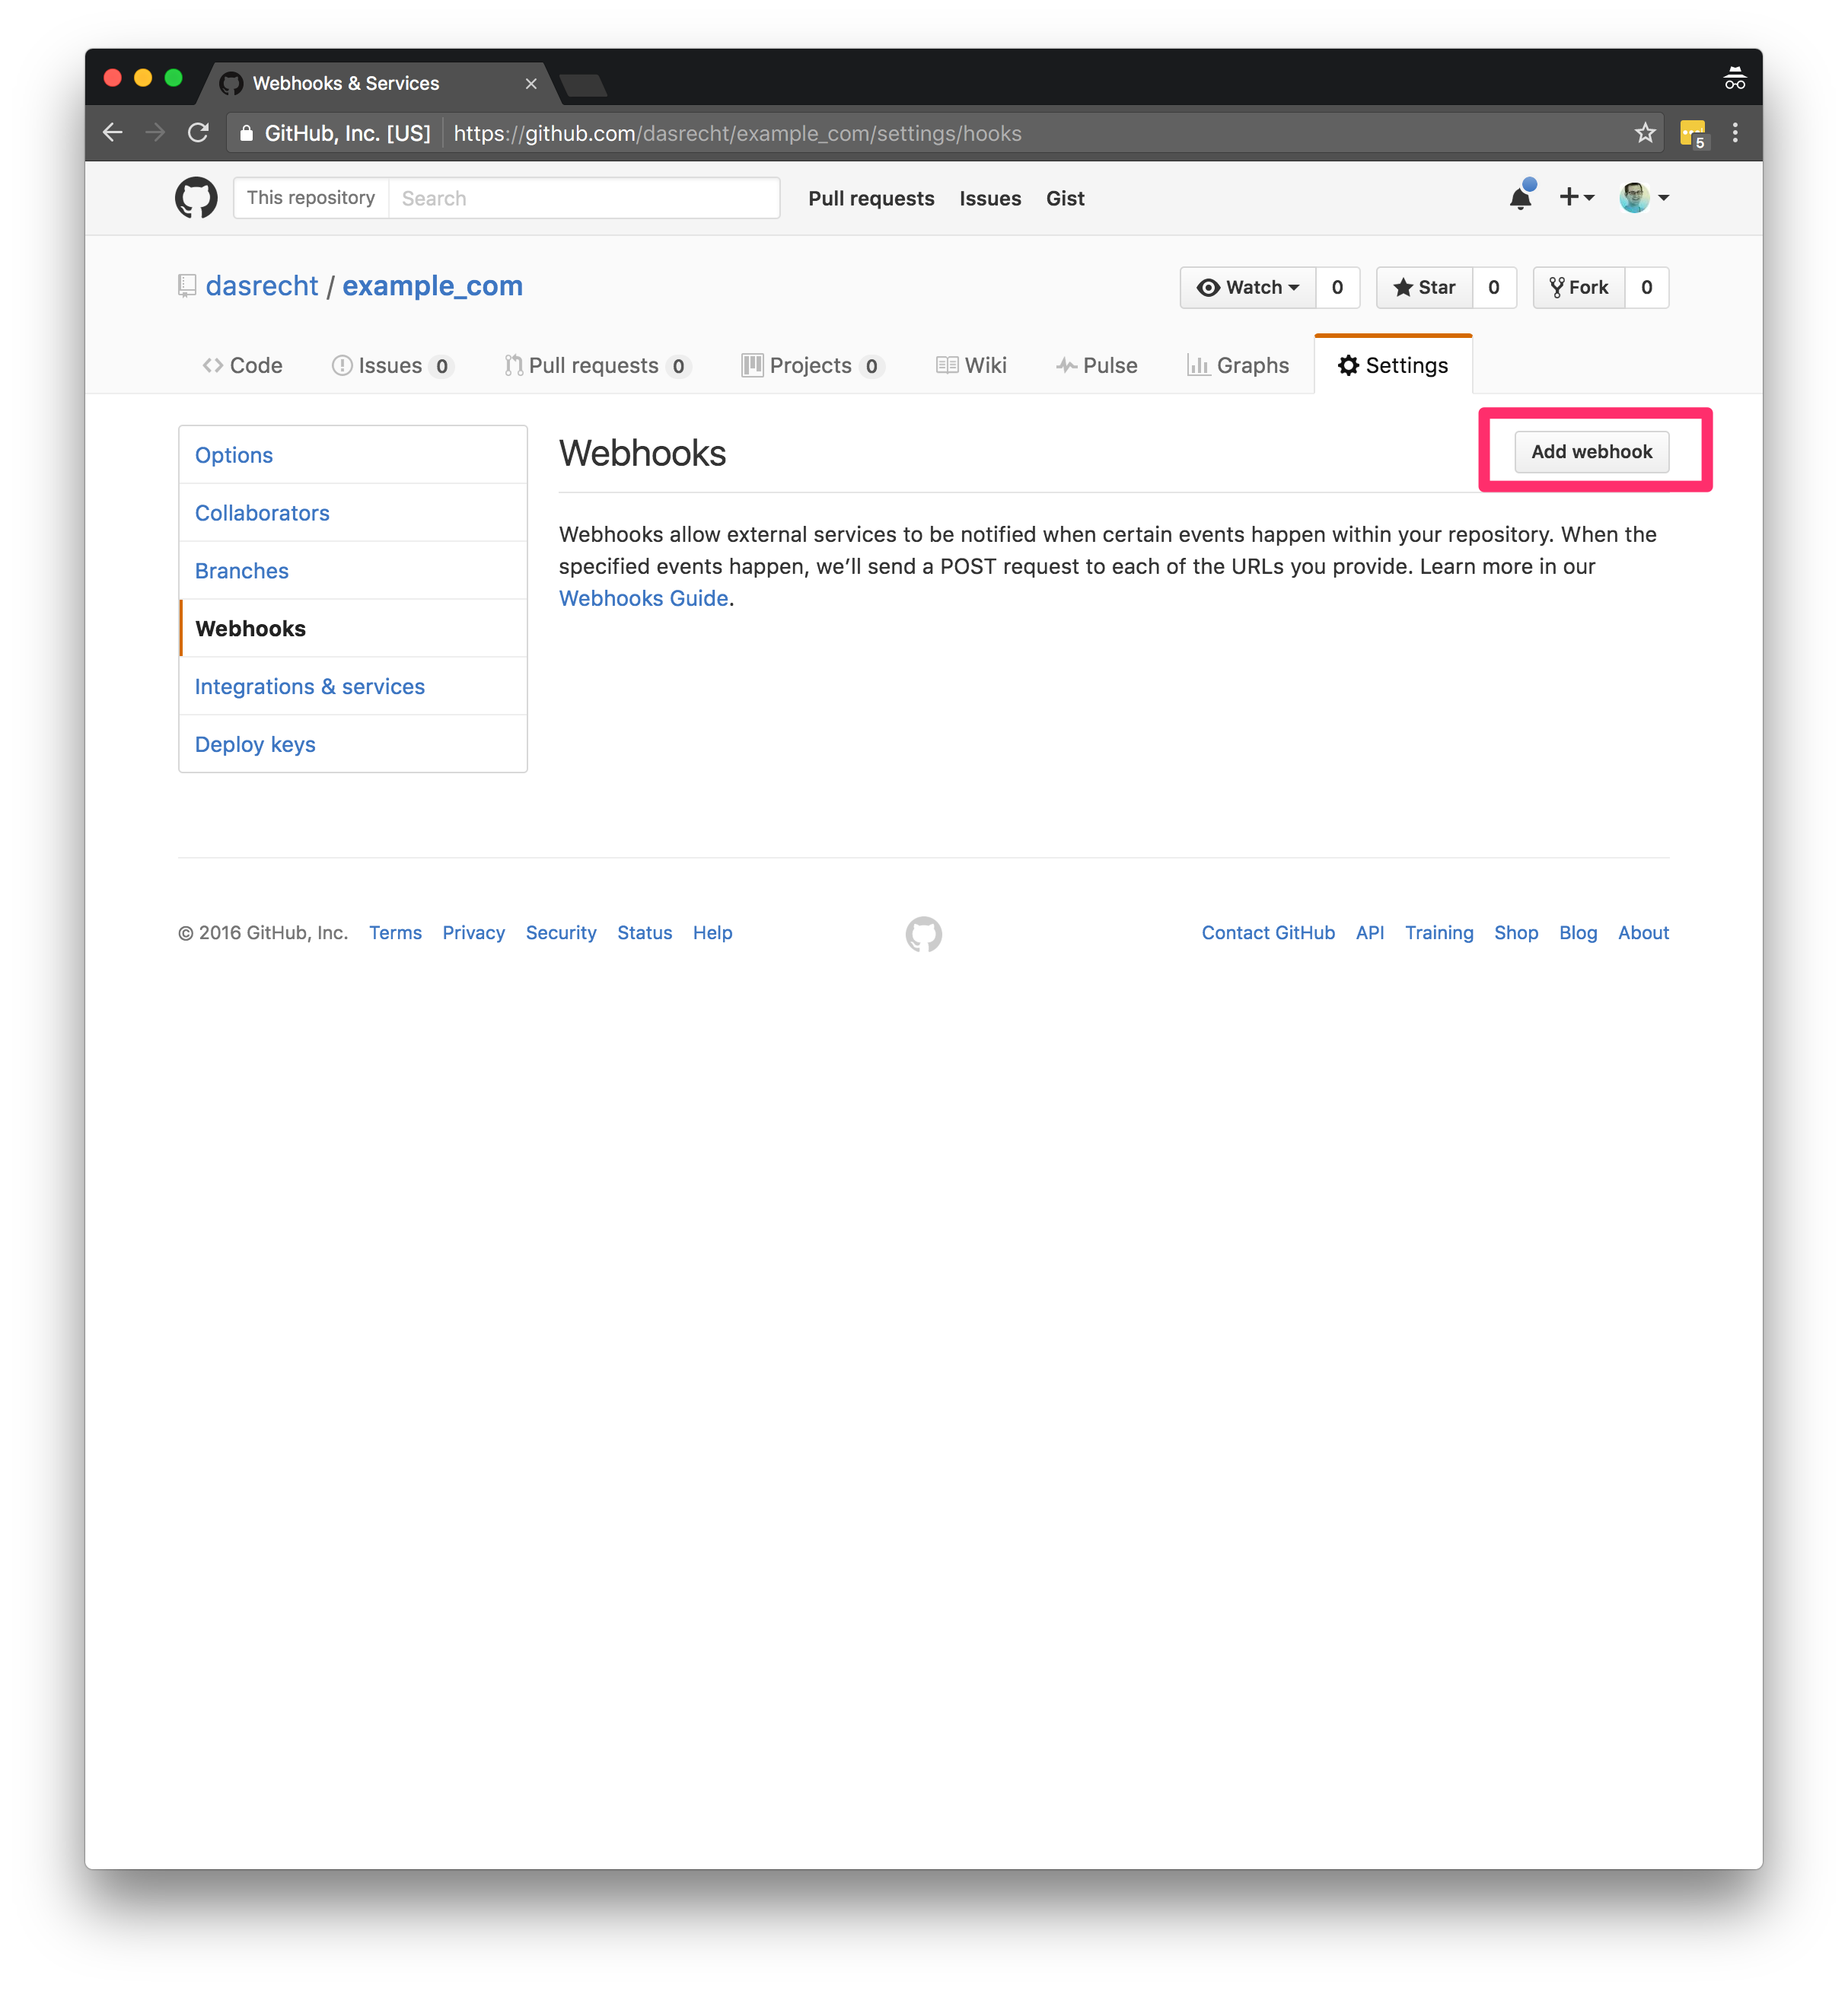 Webhooks & Services
GitHub, Inc. [US] https://github.com/dasrecht/example_com/settings/hooks
5
This repository Search Pull requests Issues Gist
dasrecht / example_com
Watch 0 Star 0 Fork 0
Code Issues 0 Pull requests 0 Projects 0 Wiki Pulse Graphs Settings
Options
Collaborators
Branches
Webhooks
Integrations & services
Deploy keys
Webhooks
Add webhook
Webhooks allow external services to be notified when certain events happen within your repository. When the
specified events happen, we’ll send a POST request to each of the URLs you provide. Learn more in our
Webhooks Guide.
© 2016 GitHub, Inc. Terms Privacy Security Status Help Contact GitHub API Training Shop Blog About